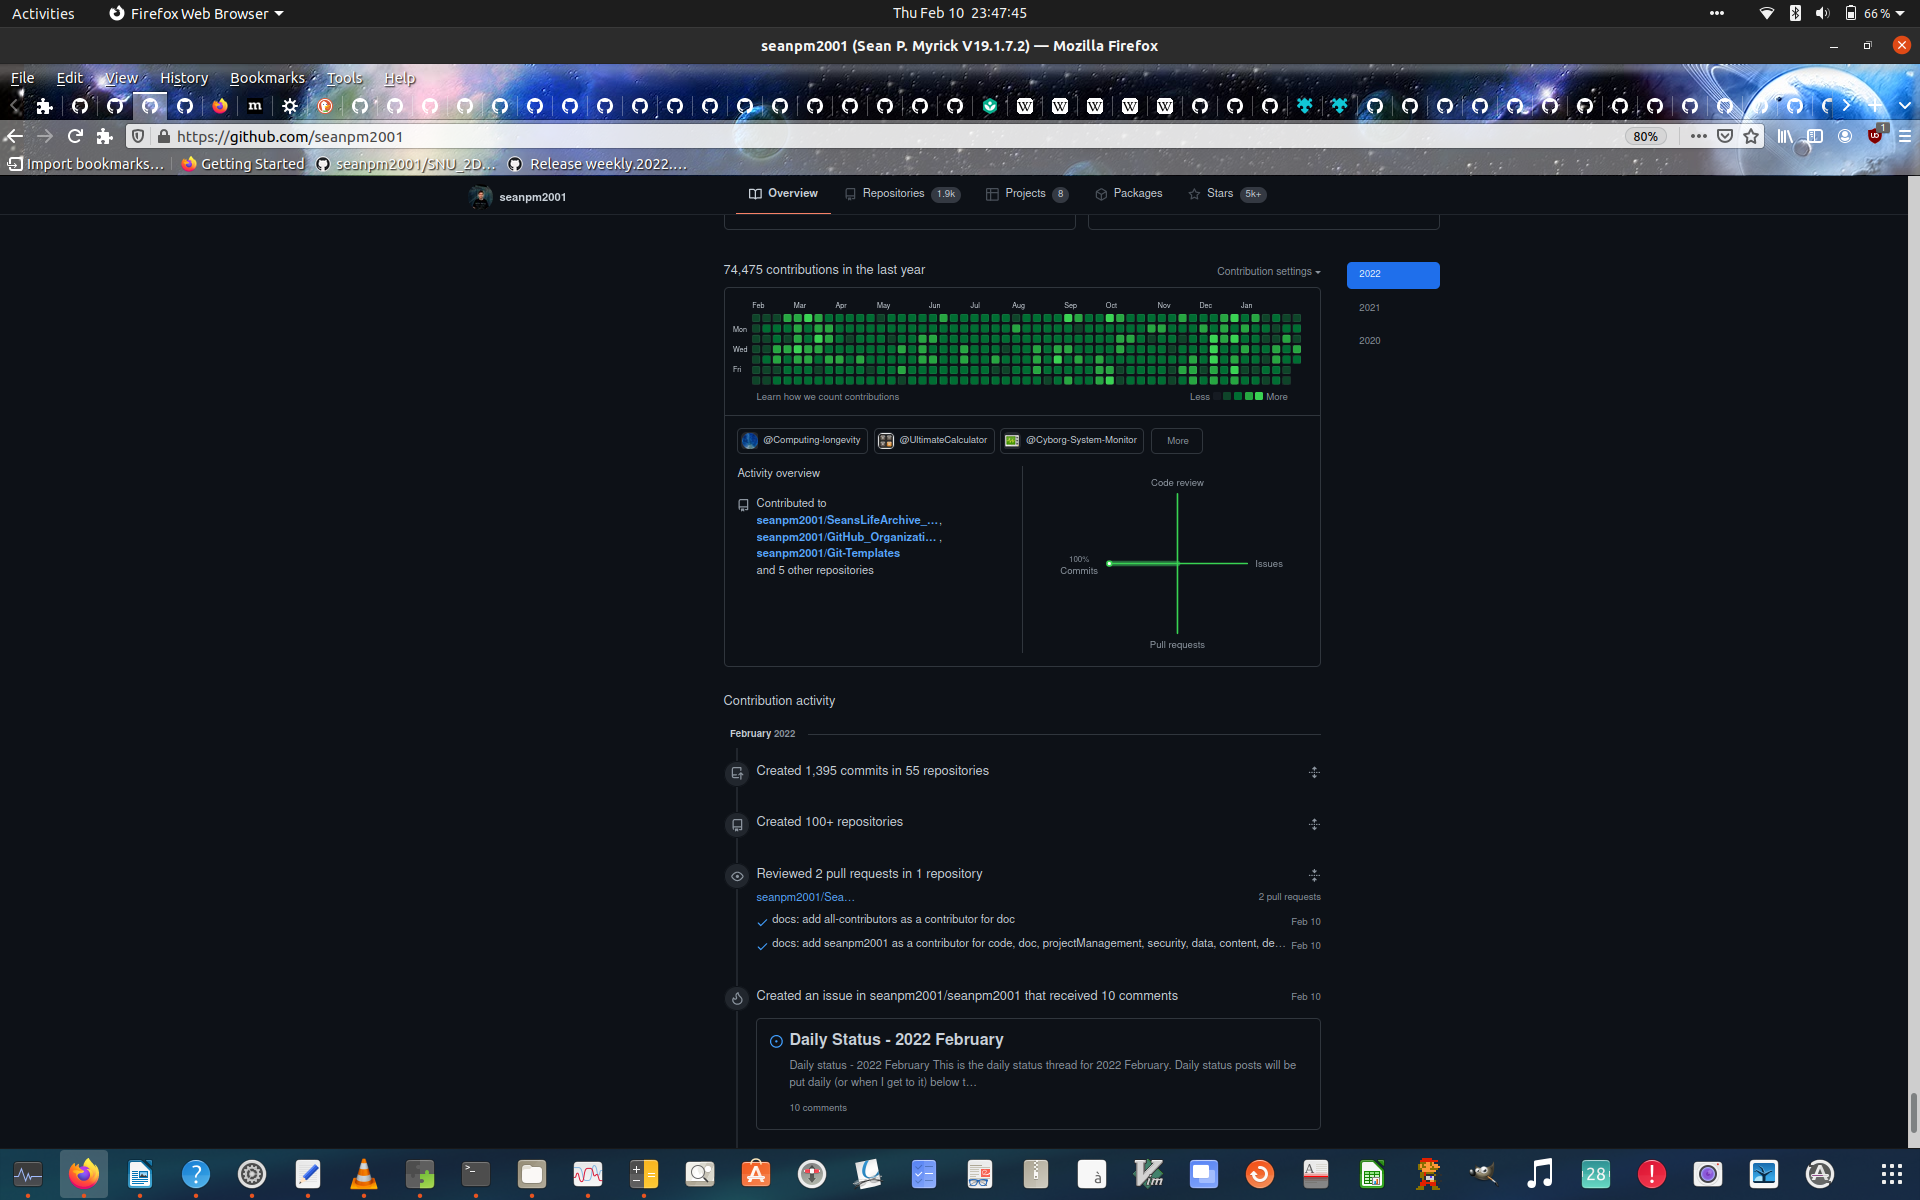 Activities
Firefox Web Browser
Thu Feb 10 23:47:45
66 %
seanpm2001 (Sean P. Myrick V19.1.7.2) — Mozilla Firefox
File Edit View History Bookmarks Tools Help
https://github.com/seanpm2001
80%
1
Import bookmarks… Getting Started seanpm2001/SNU_2D… Release weekly.2022.…
seanpm2001
Overview Repositories 1.9k Projects 8 Packages Stars 5k+
74,475 contributions in the last year
Contribution settings
2022
2021
2020
Feb Mar Apr May Jun Jul Aug Sep Oct Nov Dec Jan
Mon
Wed
Fri
Learn how we count contributions
Less More
@Computing-longevity @UltimateCalculator @Cyborg-System-Monitor More
Activity overview
Contributed to
seanpm2001/SeansLifeArchive_…,
seanpm2001/GitHub_Organizati… ,
seanpm2001/Git-Templates
and 5 other repositories
Code review
100%
Commits
Issues
Pull requests
Contribution activity
February 2022
Created 1,395 commits in 55 repositories
Created 100+ repositories
Reviewed 2 pull requests in 1 repository
seanpm2001/Sea… 2 pull requests
docs: add all-contributors as a contributor for doc Feb 10
docs: add seanpm2001 as a contributor for code, doc, projectManagement, security, data, content, de… Feb 10
Created an issue in seanpm2001/seanpm2001 that received 10 comments Feb 10
Daily Status - 2022 February
Daily status - 2022 February This is the daily status thread for 2022 February. Daily status posts will be
put daily (or when I get to it) below t…
10 comments
28